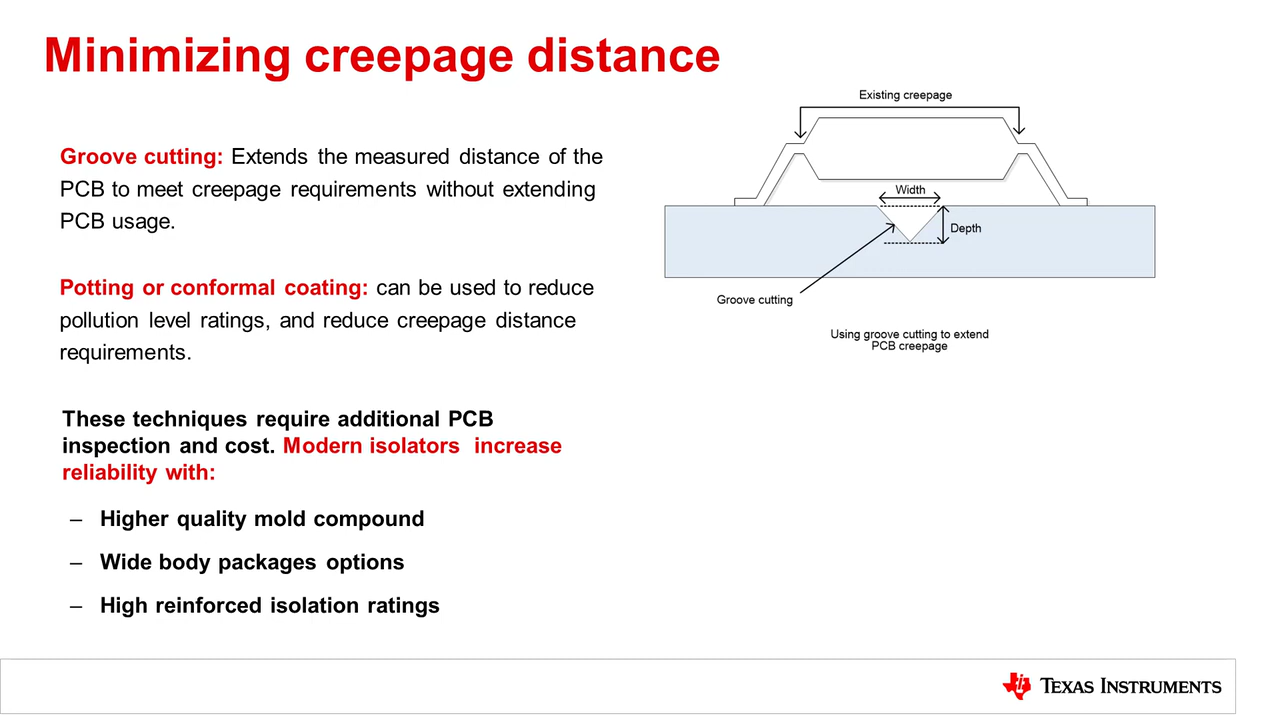 Minimizing creepage distance
Groove cutting: Extends the measured distance of the
PCB to meet creepage requirements without extending
PCB usage.
Potting or conformal coating: can be used to reduce
pollution level ratings, and reduce creepage distance
requirements.
These techniques require additional PCB
inspection and cost. Modern isolators increase
reliability with:
– Higher quality mold compound
– Wide body packages options
– High reinforced isolation ratings
Existing creepage
Width
Depth
Groove cutting
Using groove cutting to extend
PCB creepage
TEXAS INSTRUMENTS